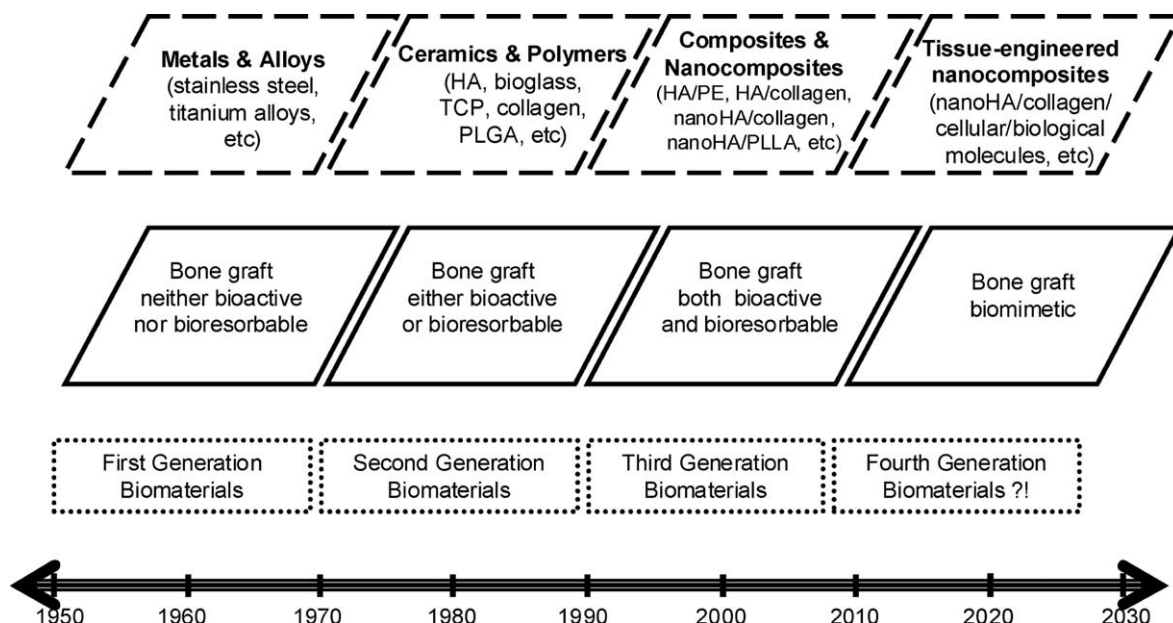 Metals & Alloys
(stainless steel,
titanium alloys,
etc)
Ceramics & Polymers
(HA, bioglass,
TCP, collagen,
PLGA, etc)
Composites &
Nanocomposites
(HA/PE, HA/collagen,
nanoHA/collagen,
nanoHA/PLLA, etc)
Tissue-engineered
nanocomposites
(nanoHA/collagen/
cellular/biological
molecules, etc)
Bone graft
neither bioactive
nor bioresorbable
Bone graft
either bioactive
or bioresorbable
Bone graft
both bioactive
and bioresorbable
Bone graft
biomimetic
First Generation
Biomaterials
Second Generation
Biomaterials
Third Generation
Biomaterials
Fourth Generation
Biomaterials ?!
1950 1960 1970 1980 1990 2000 2010 2020 2030